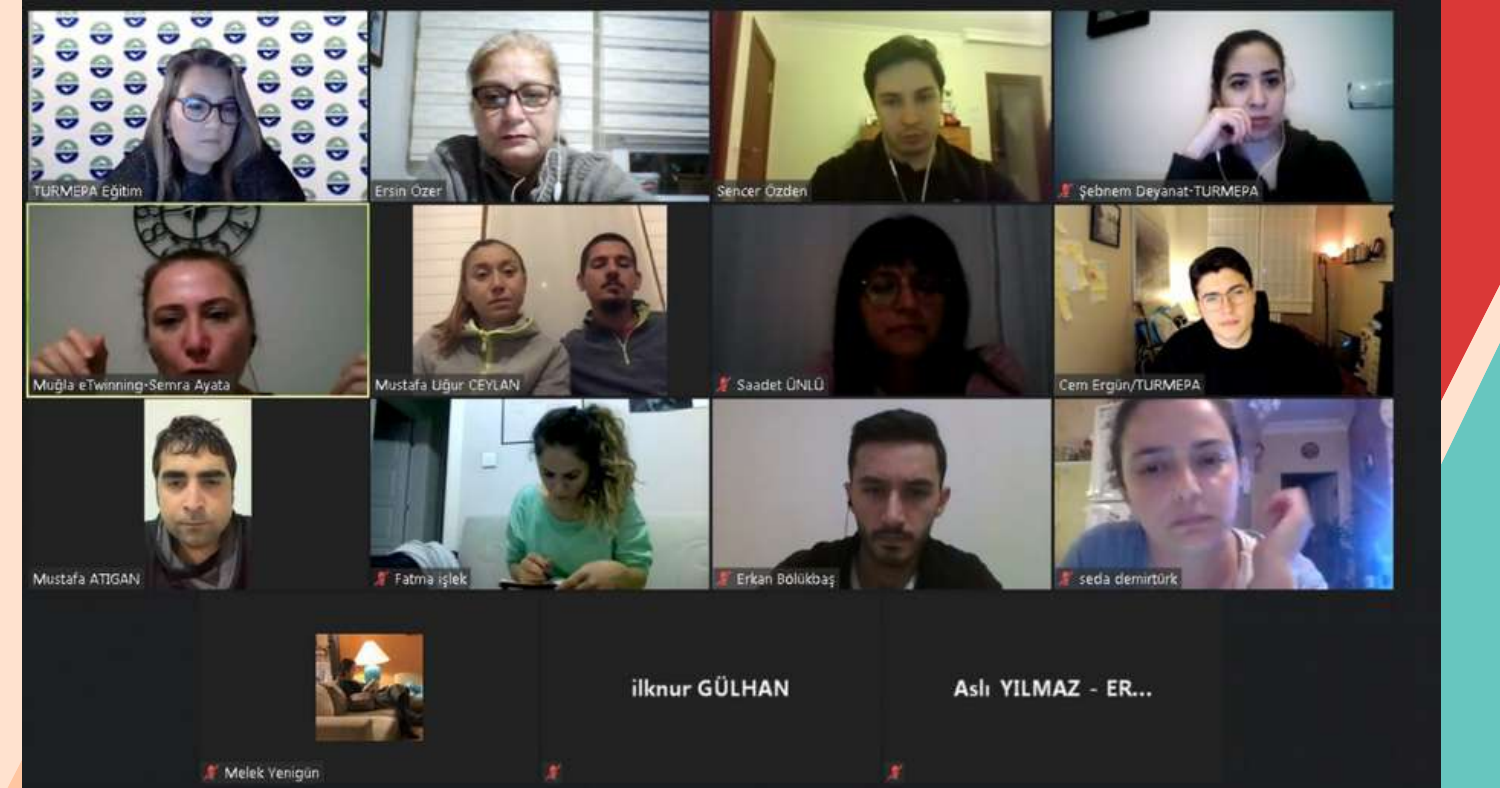 TURMEPA Eğitim
Ersin Özer
Sencer Özden
Şebnem Deyanat-TURMEPA
Muğla eTwinning-Semra Ayata
Mustafa Uğur CEYLAN
Saadet ÜNLÜ
Cem Ergün/TURMEPA
Mustafa ATIGAN
Fatma işlek
Erkan Bölükbaş
seda demirtürk
Melek Yenigün
ilknur GÜLHAN
Aslı YILMAZ - ER...